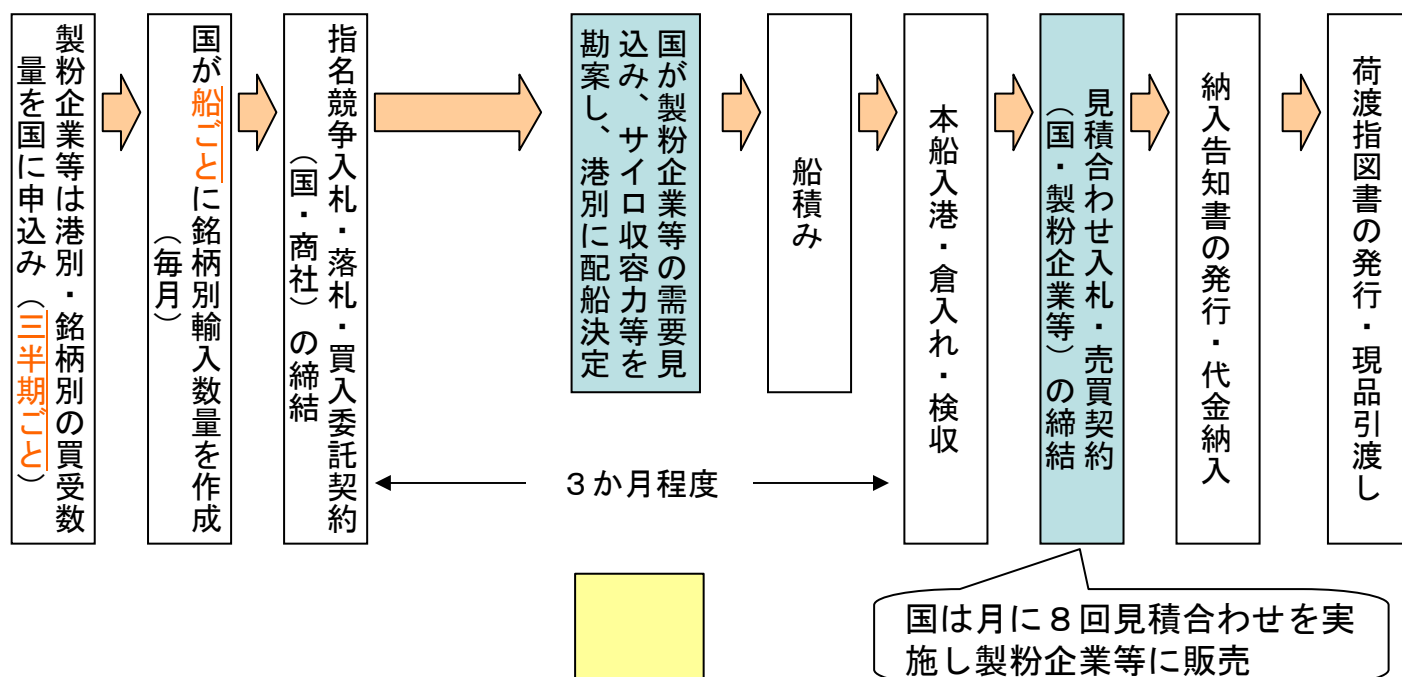 製粉企業等は港別・銘柄別の買受数
量を国に申込み（三半期ごと）
国が船ごとに銘柄別輸入数量を作成
（毎月）
指名競争入札・落札・買入委託契約
（国・商社）の締結
国が製粉企業等の需要見
込み、サイロ収容力等を
勘案し、港別に配船決定
船積み
本船入港・倉入れ・検収
見積合わせ入札・売買契約
（国・製粉企業等）の締結
納入告知書の発行・代金納入
荷渡指図書の発行・現品引渡し
３か月程度
国は月に８回見積合わせを実
施し製粉企業等に販売